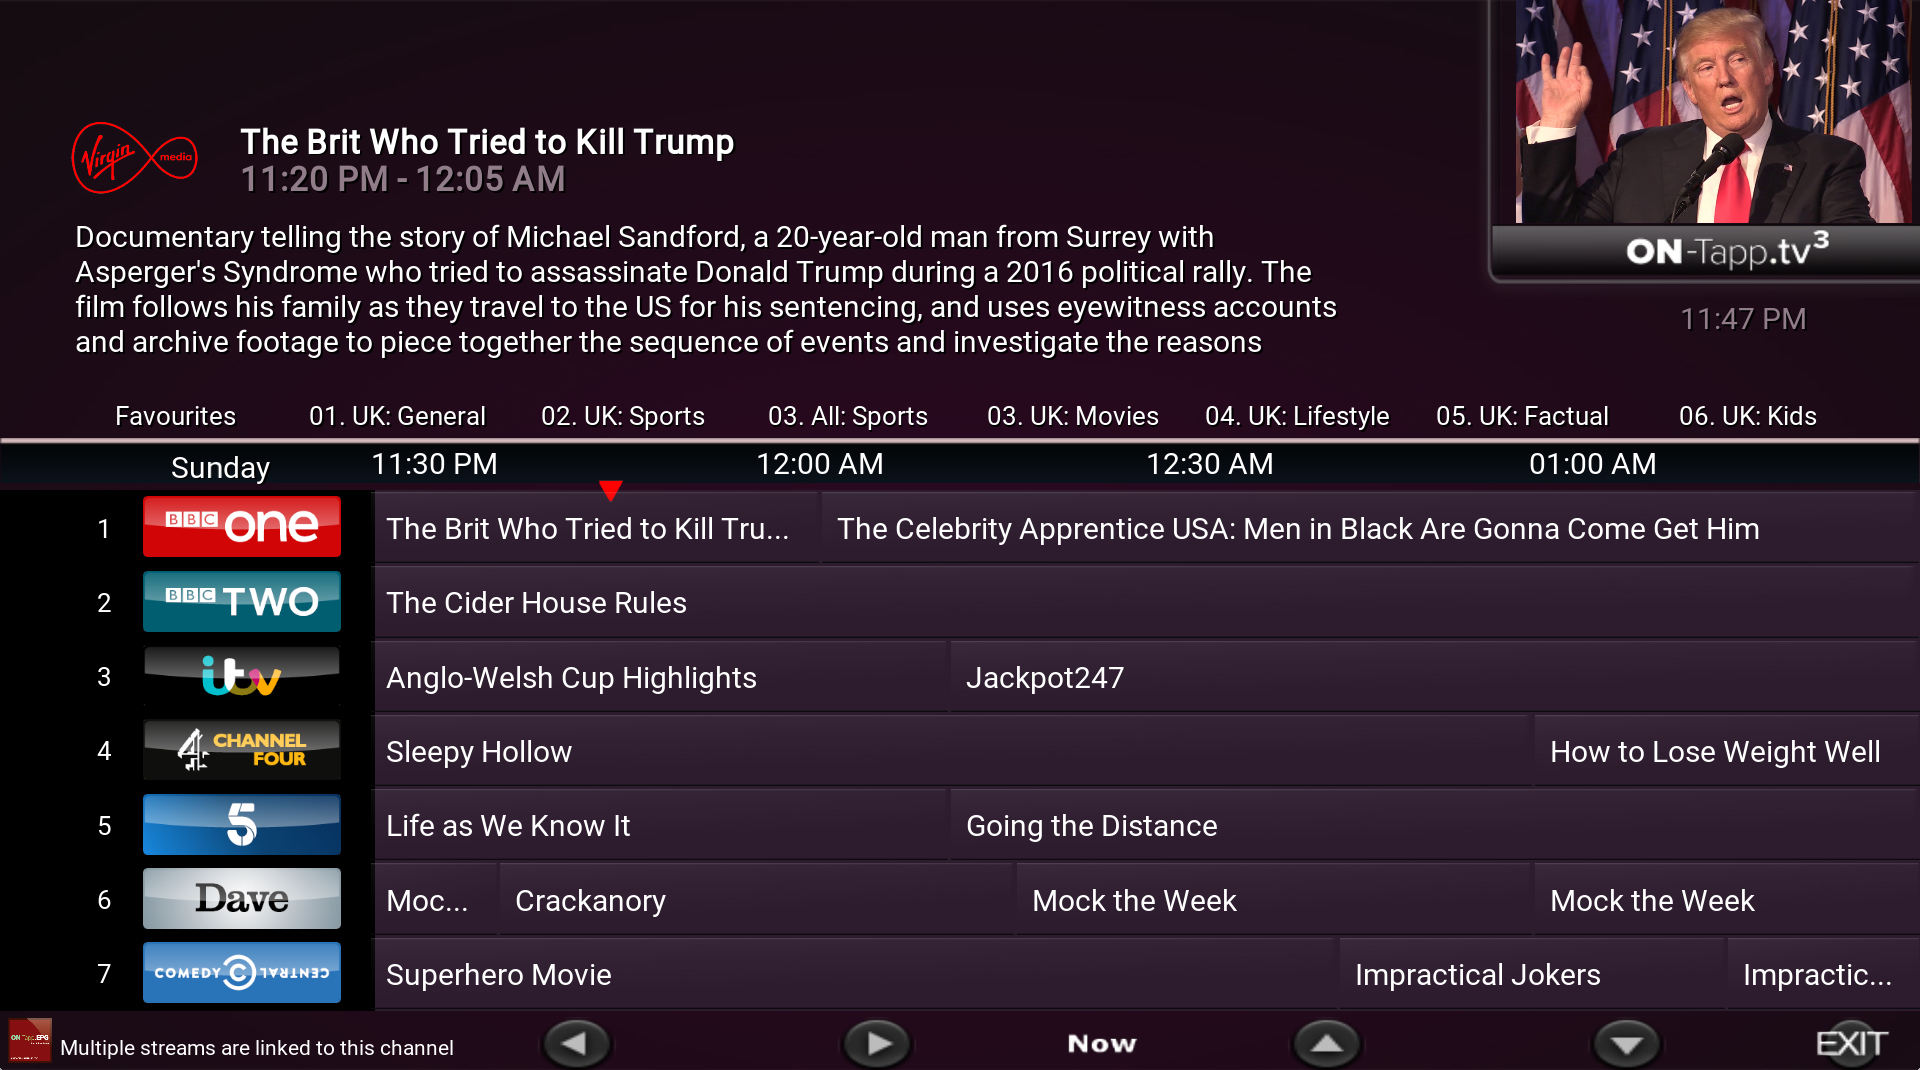 The Brit Who Tried to Kill Trump
11:20 PM - 12:05 AM
Virgin media
Documentary telling the story of Michael Sandford, a 20-year-old man from Surrey with
Asperger's Syndrome who tried to assassinate Donald Trump during a 2016 political rally. The
film follows his family as they travel to the US for his sentencing, and uses eyewitness accounts
and archive footage to piece together the sequence of events and investigate the reasons
ON-Tapp.tv3
11:47 PM
Favourites 01. UK: General 02. UK: Sports 03. All: Sports 03. UK: Movies 04. UK: Lifestyle 05. UK: Factual 06. UK: Kids
Sunday 11:30 PM 12:00 AM 12:30 AM 01:00 AM
1 BBC one The Brit Who Tried to Kill Tru... The Celebrity Apprentice USA: Men in Black Are Gonna Come Get Him
2 BBC TWO The Cider House Rules
3 itv Anglo-Welsh Cup Highlights Jackpot247
4 4 CHANNEL FOUR Sleepy Hollow How to Lose Weight Well
5 5 Life as We Know It Going the Distance
6 Dave Moc... Crackanory Mock the Week Mock the Week
7 COMEDY CENTRAL Superhero Movie Impractical Jokers Impractic...
Multiple streams are linked to this channel Now EXIT